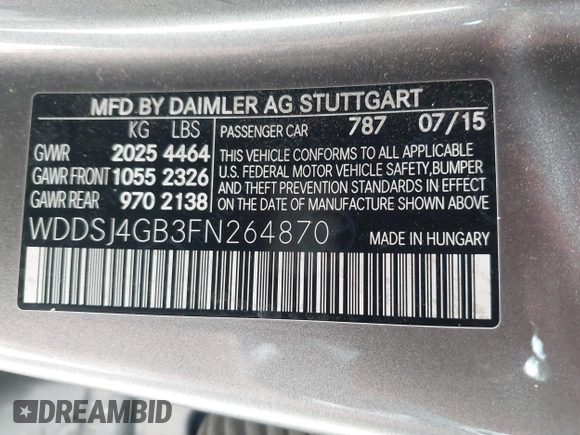 MFD BY DAIMLER AG STUTTGART
KG LBS PASSENGER CAR 787 07/15
GVWR 2025 4464 THIS VEHICLE CONFORMS TO ALL APPLICABLE
GAWR FRONT 1055 2326 U.S. FEDERAL MOTOR VEHICLE SAFETY,BUMPER
GAWR REAR 970 2138 AND THEFT PREVENTION STANDARDS IN EFFECT
ON THE DATE OF MANUFACTURE SHOWN ABOVE
WDDSJ4GB3FN264870 MADE IN HUNGARY
DREAMBID